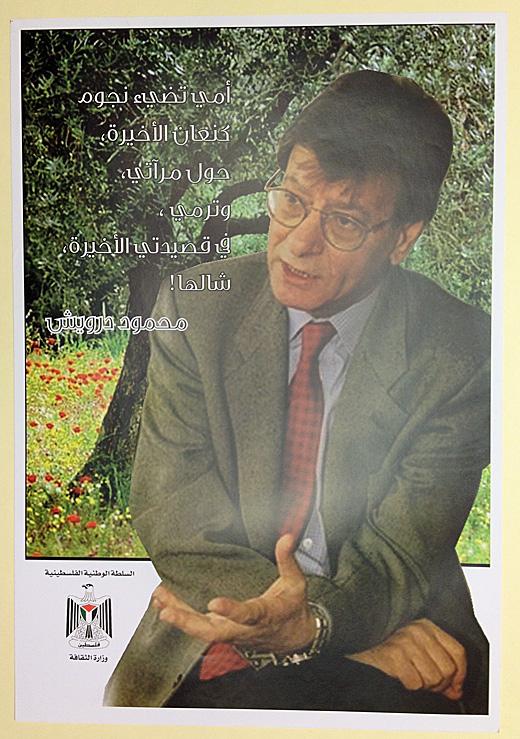 أمي تضيء نجوم
كنعان الأخيرة،
حول مرآتي،
وترمي،
في قصيدتي الأخيرة،
شالها!
محمود درويش
السلطة الوطنية الفلسطينية
فلسطين
وزارة الثقافة